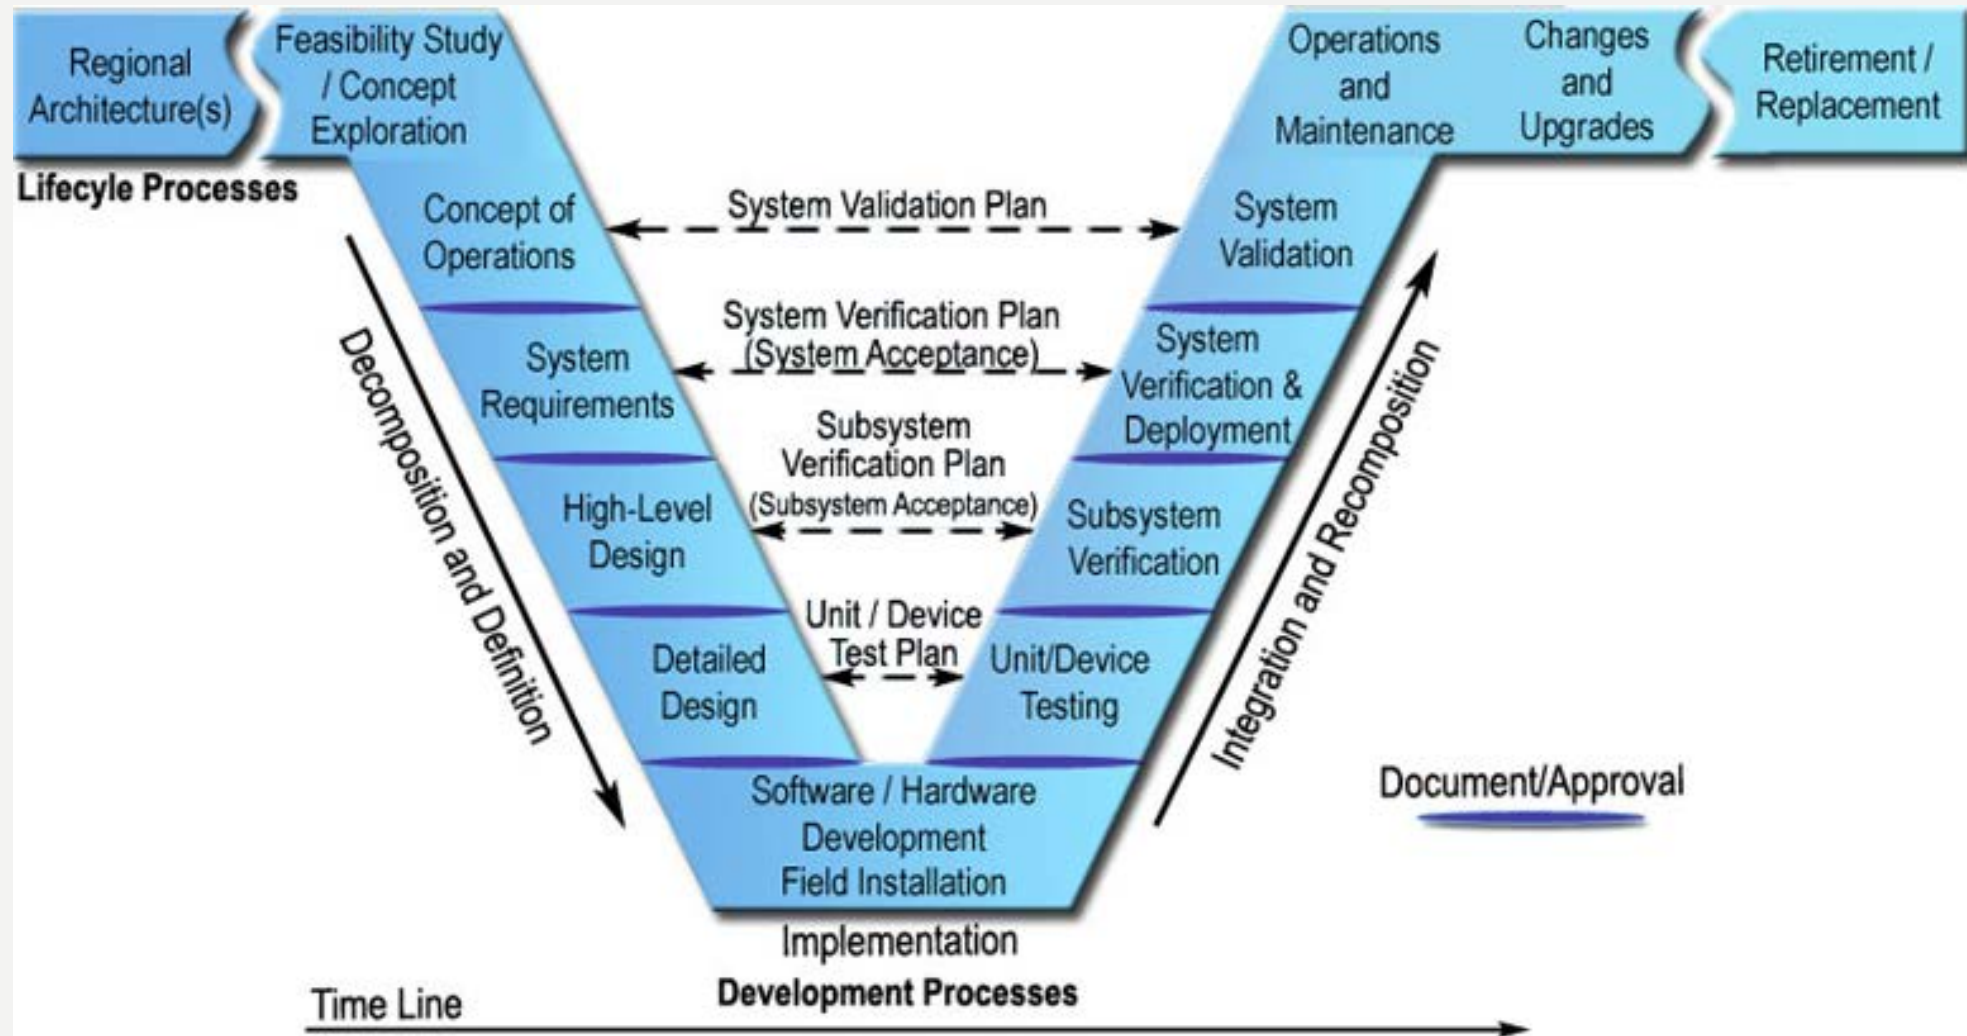 Regional
Architecture(s)
Feasibility Study
/ Concept
Exploration
Operations
and
Maintenance
Changes
and
Upgrades
Retirement /
Replacement
Lifecyle Processes
Concept of
Operations
System Validation Plan
System
Validation
System Verification Plan
(System Acceptance)
System
Requirements
System
Verification &
Deployment
Subsystem
Verification Plan
(Subsystem Acceptance)
High-Level
Design
Subsystem
Verification
Unit / Device
Test Plan
Detailed
Design
Unit/Device
Testing
Decomposition and Definition
Integration and Recomposition
Software / Hardware
Development
Field Installation
Document/Approval
Implementation
Development Processes
Time Line